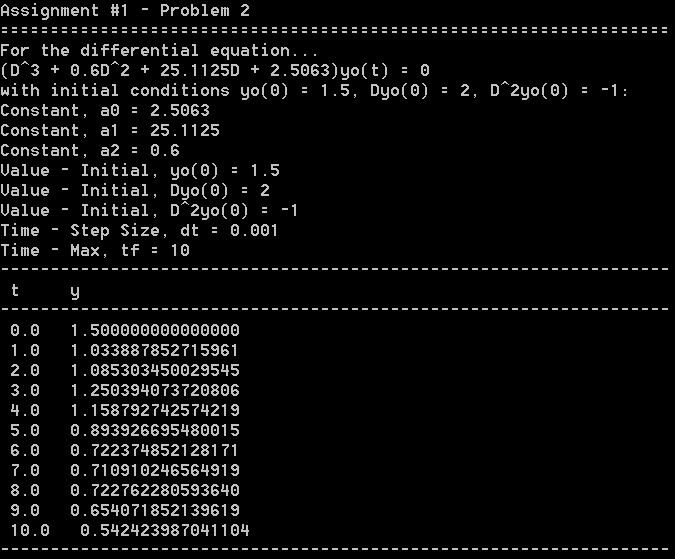 Assignment #1 - Problem 2
===================================================================
For the differential equation...
(D^3 + 0.6D^2 + 25.1125D + 2.5063)yo(t) = 0
with initial conditions yo(0) = 1.5, Dyo(0) = 2, D^2yo(0) = -1:
Constant, a0 = 2.5063
Constant, a1 = 25.1125
Constant, a2 = 0.6
Value - Initial, yo(0) = 1.5
Value - Initial, Dyo(0) = 2
Value - Initial, D^2yo(0) = -1
Time - Step Size, dt = 0.001
Time - Max, tf = 10
-------------------------------------------------------------------
t     y
-------------------------------------------------------------------
0.0   1.500000000000000
1.0   1.033887852715961
2.0   1.085303450029545
3.0   1.250394073720806
4.0   1.158792742574219
5.0   0.893926695480015
6.0   0.722374852128171
7.0   0.710910246564919
8.0   0.722762280593640
9.0   0.654071852139619
10.0   0.542423987041104
-------------------------------------------------------------------